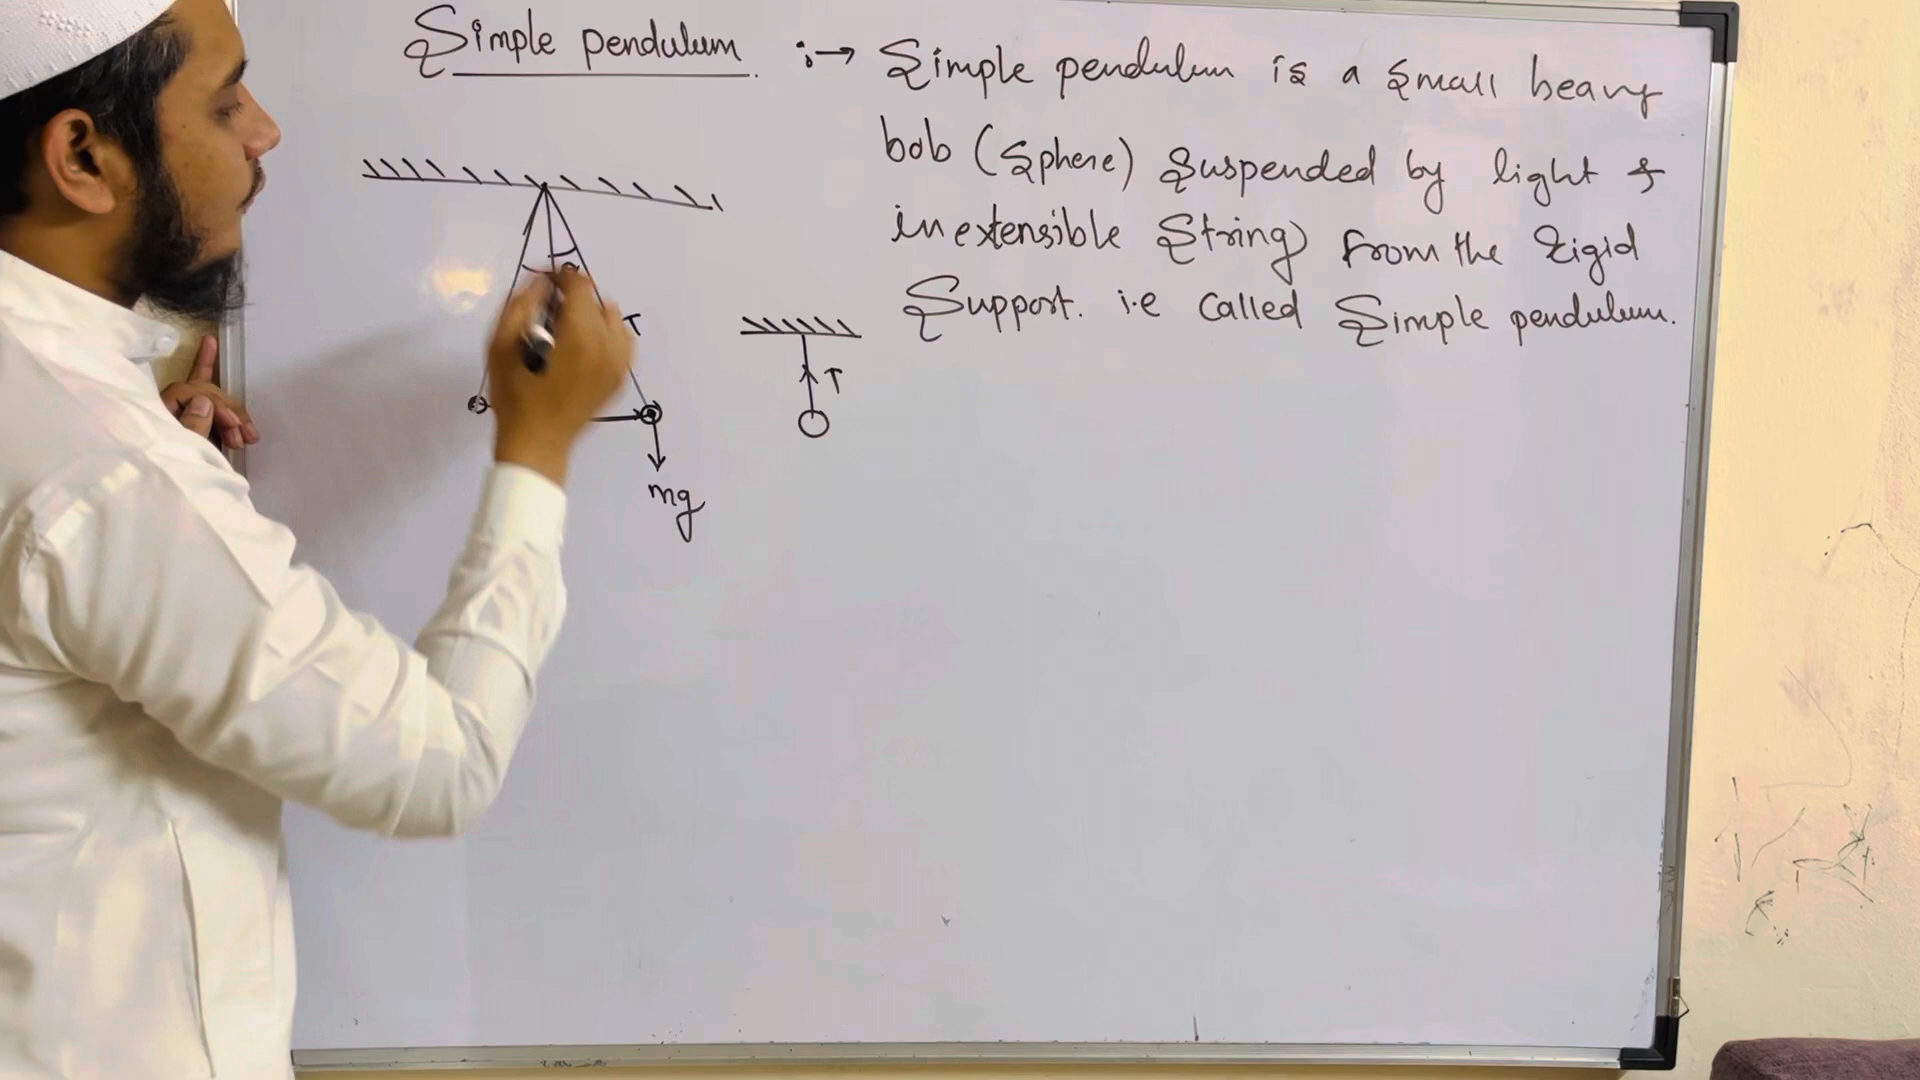 Simple pendulum :→ Simple pendulum is a small heavy
bob (Sphere) Suspended by light &
inextensible String from the Rigid
Support. i.e called Simple pendulum.
T
T
mg